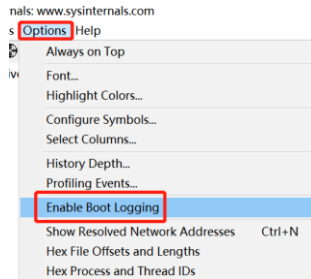 nals: www.sysinternals.com
s Options Help
Always on Top
Font...
Highlight Colors...
Configure Symbols...
Select Columns...
History Depth...
Profiling Events...
Enable Boot Logging
Show Resolved Network Addresses Ctrl+N
Hex File Offsets and Lengths
Hex Process and Thread IDs